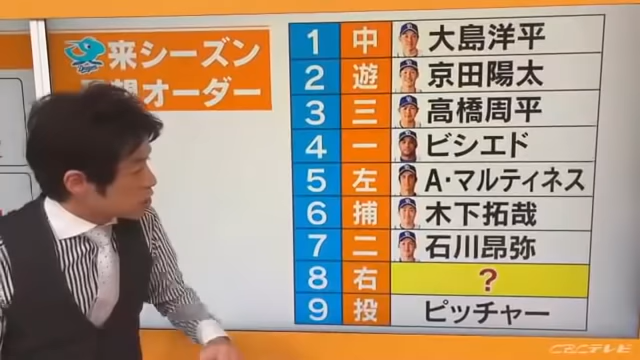 来シーズン
予想オーダー
1 中 大島洋平
2 遊 京田陽太
3 三 高橋周平
4 一 ビシエド
5 左 A・マルティネス
6 捕 木下拓哉
7 二 石川昂弥
8 右 ?
9 投 ピッチャー
CBCテレビ